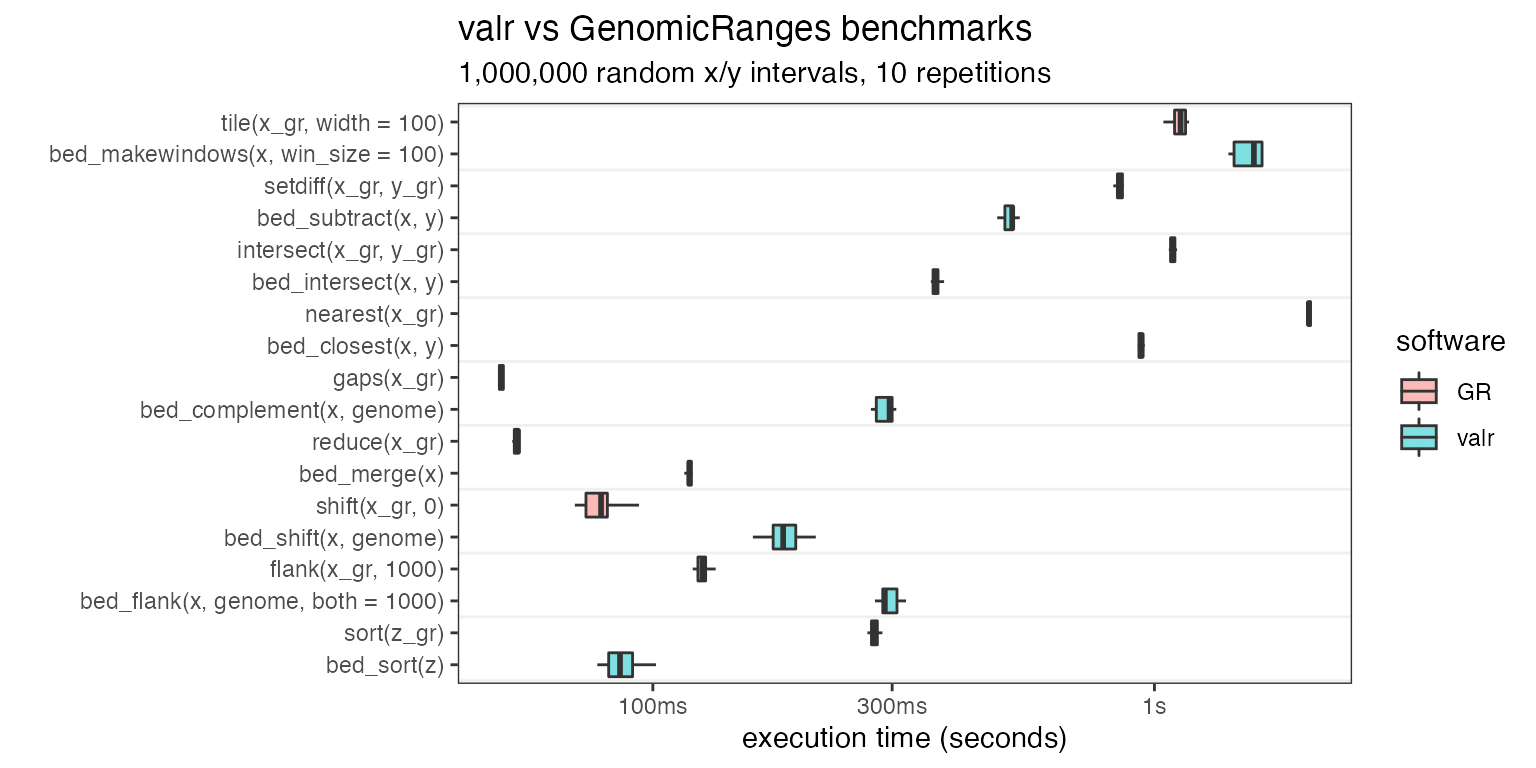 valr vs GenomicRanges benchmarks
1,000,000 random x/y intervals, 10 repetitions
tile(x_gr, width = 100)
bed_makewindows(x, win_size = 100)
setdiff(x_gr, y_gr)
bed_subtract(x, y)
intersect(x_gr, y_gr)
bed_intersect(x, y)
nearest(x_gr)
bed_closest(x, y)
gaps(x_gr)
bed_complement(x, genome)
reduce(x_gr)
bed_merge(x)
shift(x_gr, 0)
bed_shift(x, genome)
flank(x_gr, 1000)
bed_flank(x, genome, both = 1000)
sort(z_gr)
bed_sort(z)
100ms 300ms 1s
execution time (seconds)
software
GR
valr